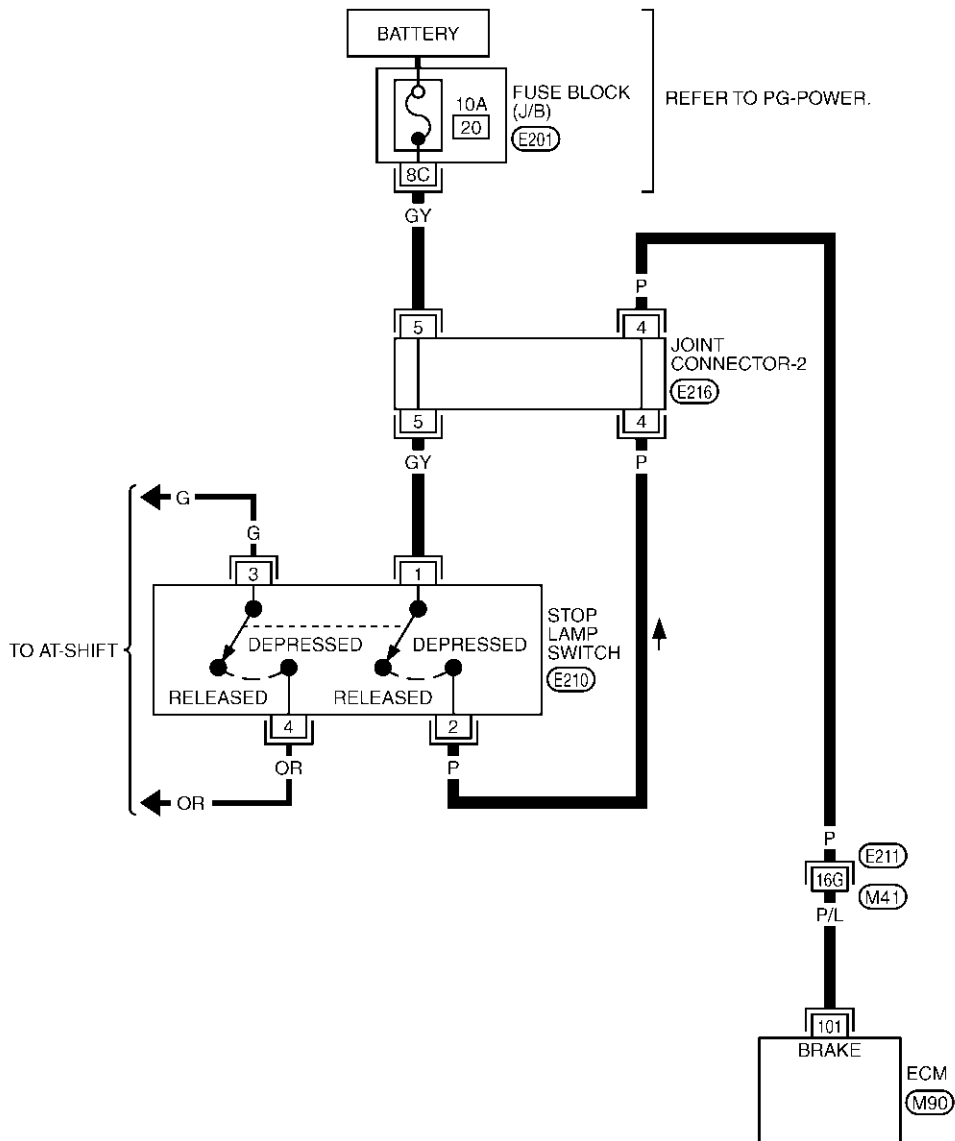 BATTERY
10A
20
FUSE BLOCK
(J/B)
E201
REFER TO PG-POWER.
8C
GY
P
5
4
JOINT
CONNECTOR-2
E216
5
4
GY
P
G
G
3
1
TO AT-SHIFT
DEPRESSED
DEPRESSED
RELEASED
RELEASED
STOP
LAMP
SWITCH
E210
4
2
OR
P
OR
P
E211
16G
M41
P/L
101
BRAKE
ECM
M90